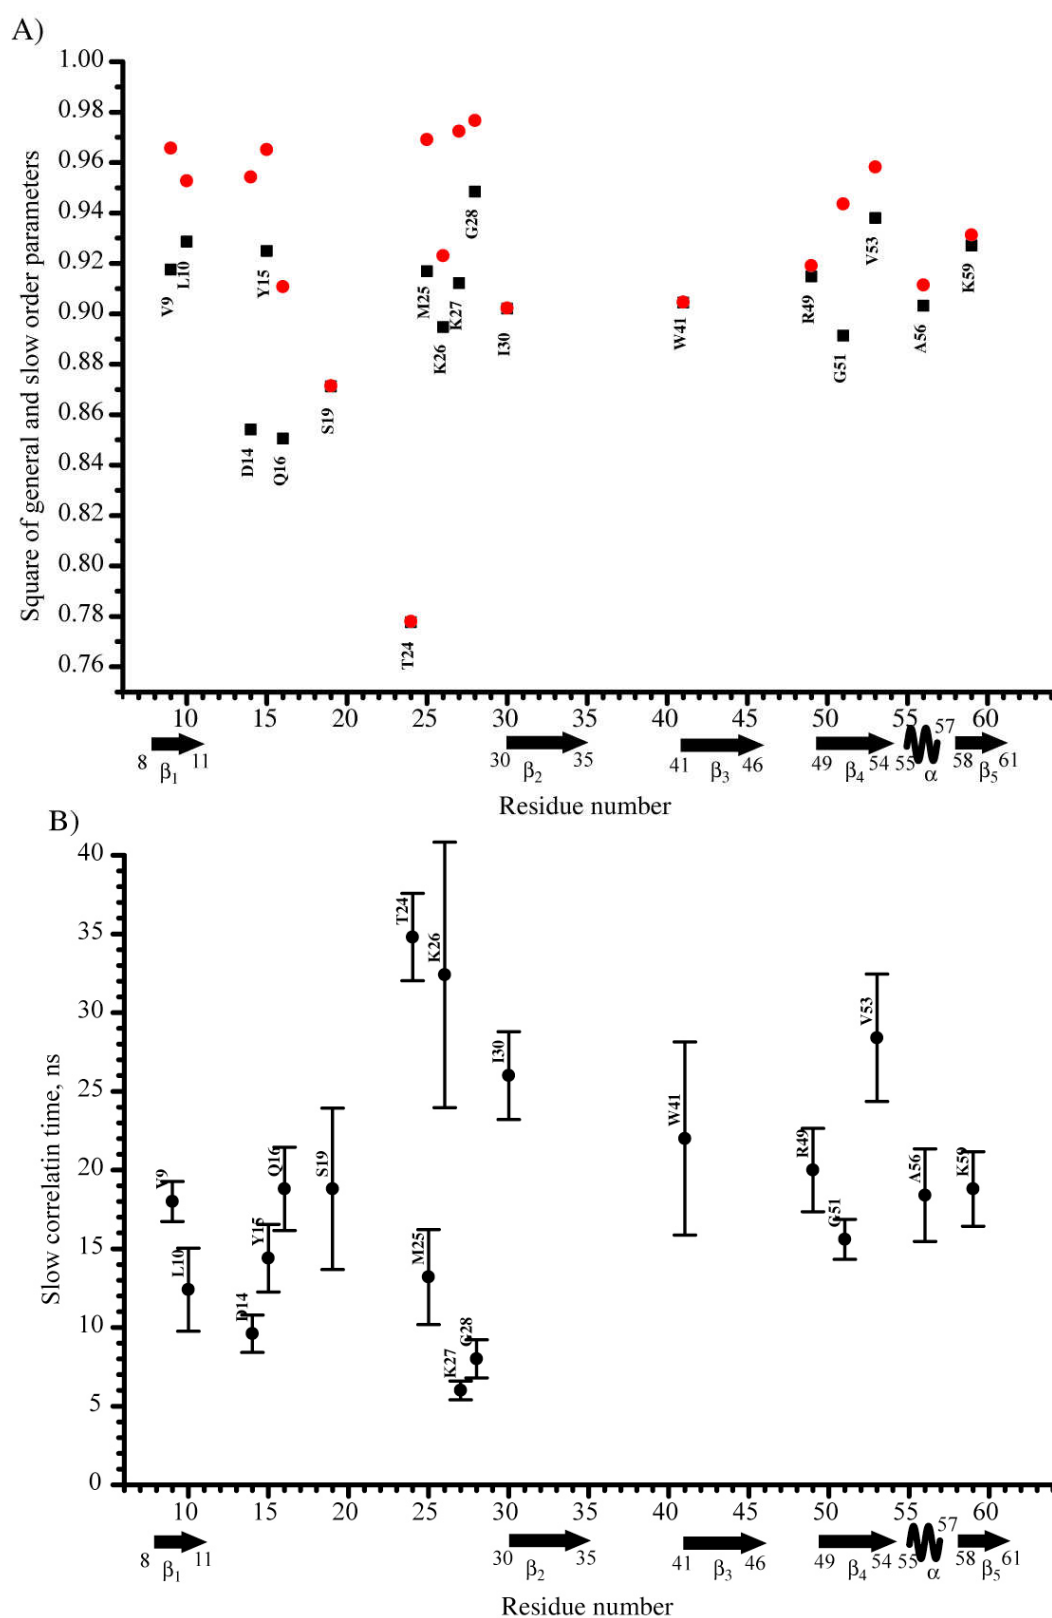 A)
Square of general and slow order parameters
1.00
0.98
0.96
0.94
0.92
0.90
0.88
0.86
0.84
0.82
0.80
0.78
0.76
V9
L10
D14
Y15
Q16
S19
T24
M25
K26
K27
G28
I30
W41
R49
G51
V53
A56
K59
10 15 20 25 30 35 40 45 50 55 60
8 11 30 35 41 46 49 54 55 57 58 61
β1 β2 β3 β4 α β5
Residue number
B)
Slow correlatin time, ns
40
35
30
25
20
15
10
5
0
V9
L10
D14
Y15
Q16
S19
T24
M25
K26
K27
G28
I30
W41
R49
G51
V53
A56
K59
10 15 20 25 30 35 40 45 50 55 60
8 11 30 35 41 46 49 54 55 57 58 61
β1 β2 β3 β4 α β5
Residue number